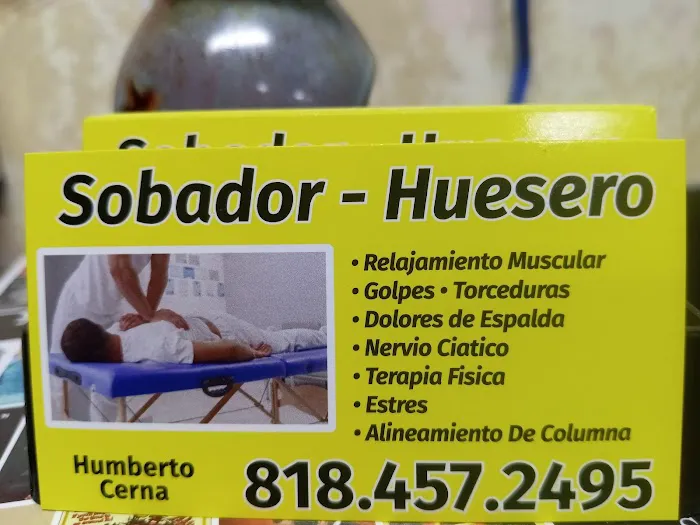 Sobador - Huesero
• Relajamiento Muscular
• Golpes • Torceduras
• Dolores de Espalda
• Nervio Ciatico
• Terapia Fisica
• Estres
• Alineamiento De Columna
Humberto
Cerna
818.457.2495